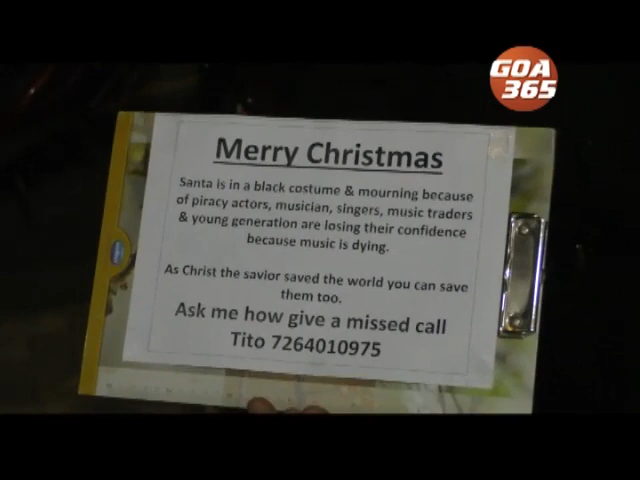 GOA
365
Merry Christmas
Santa is in a black costume & mourning because
of piracy actors, musician, singers, music traders
& young generation are losing their confidence
because music is dying.
As Christ the savior saved the world you can save
them too.
Ask me how give a missed call
Tito 7264010975